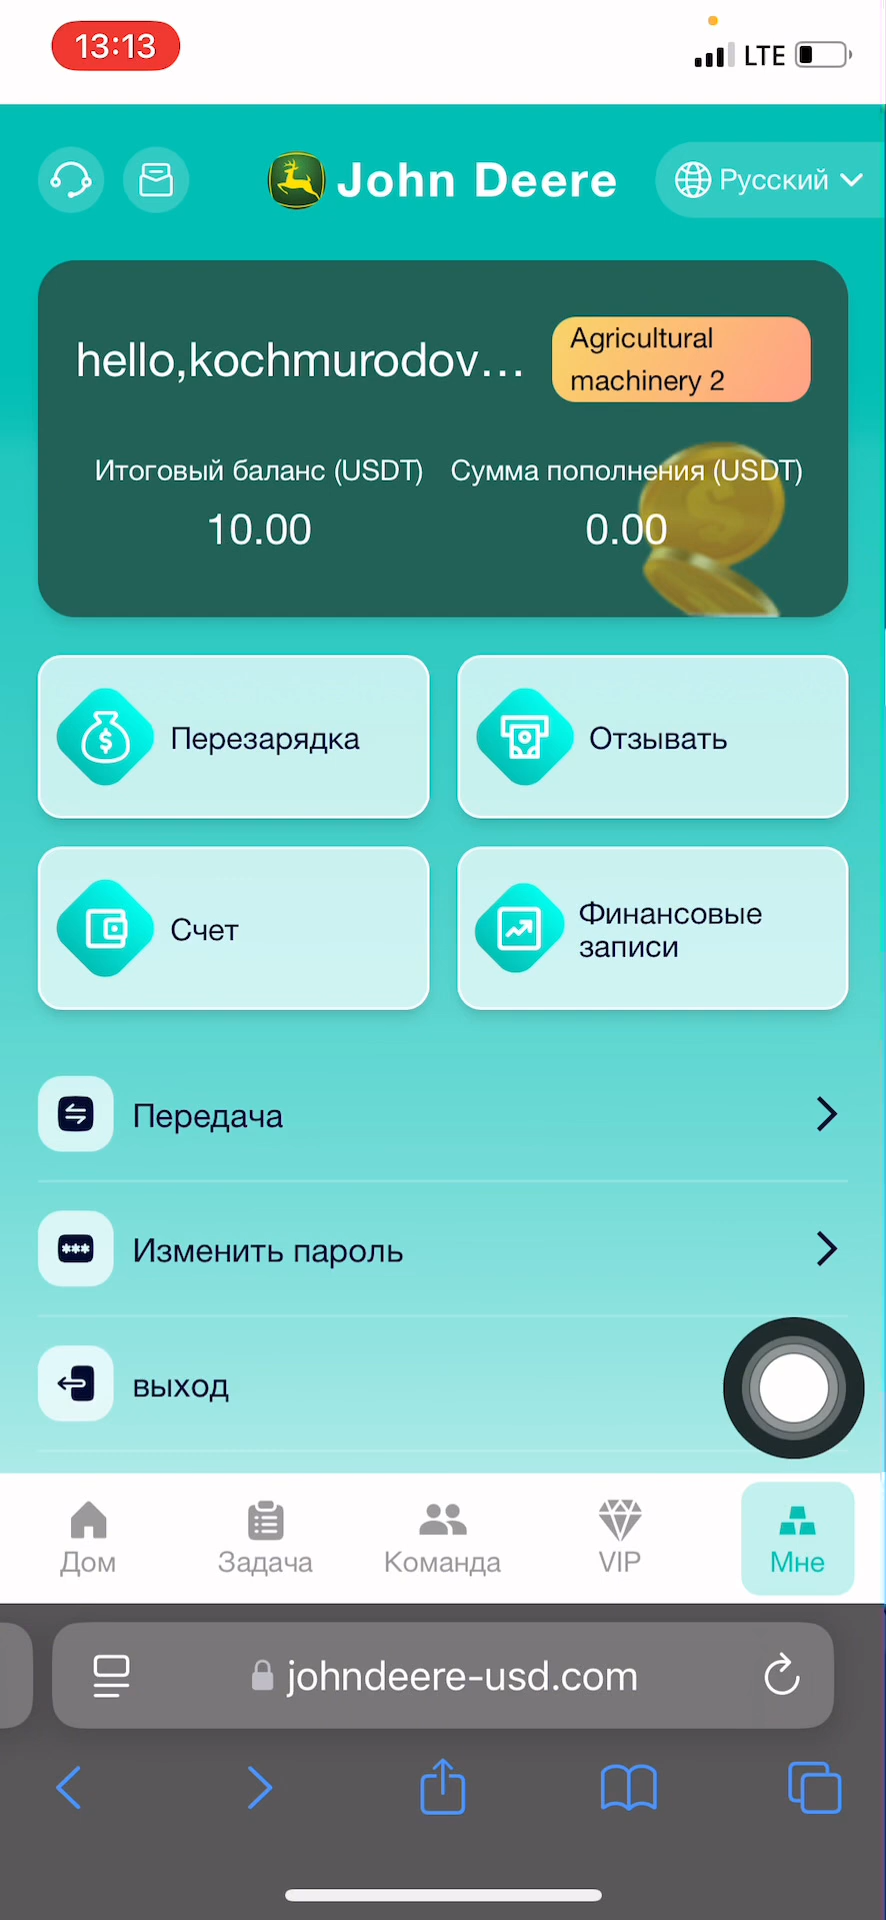 13:13
LTE
John Deere
Русский
hello,kochmurodov...
Agricultural
machinery 2
Итоговый баланс (USDT)
Сумма пополнения (USDT)
10.00
0.00
Перезарядка
Отзывать
Счет
Финансовые
записи
Передача
Изменить пароль
выход
Дом
Задача
Команда
VIP
Мне
johndeere-usd.com